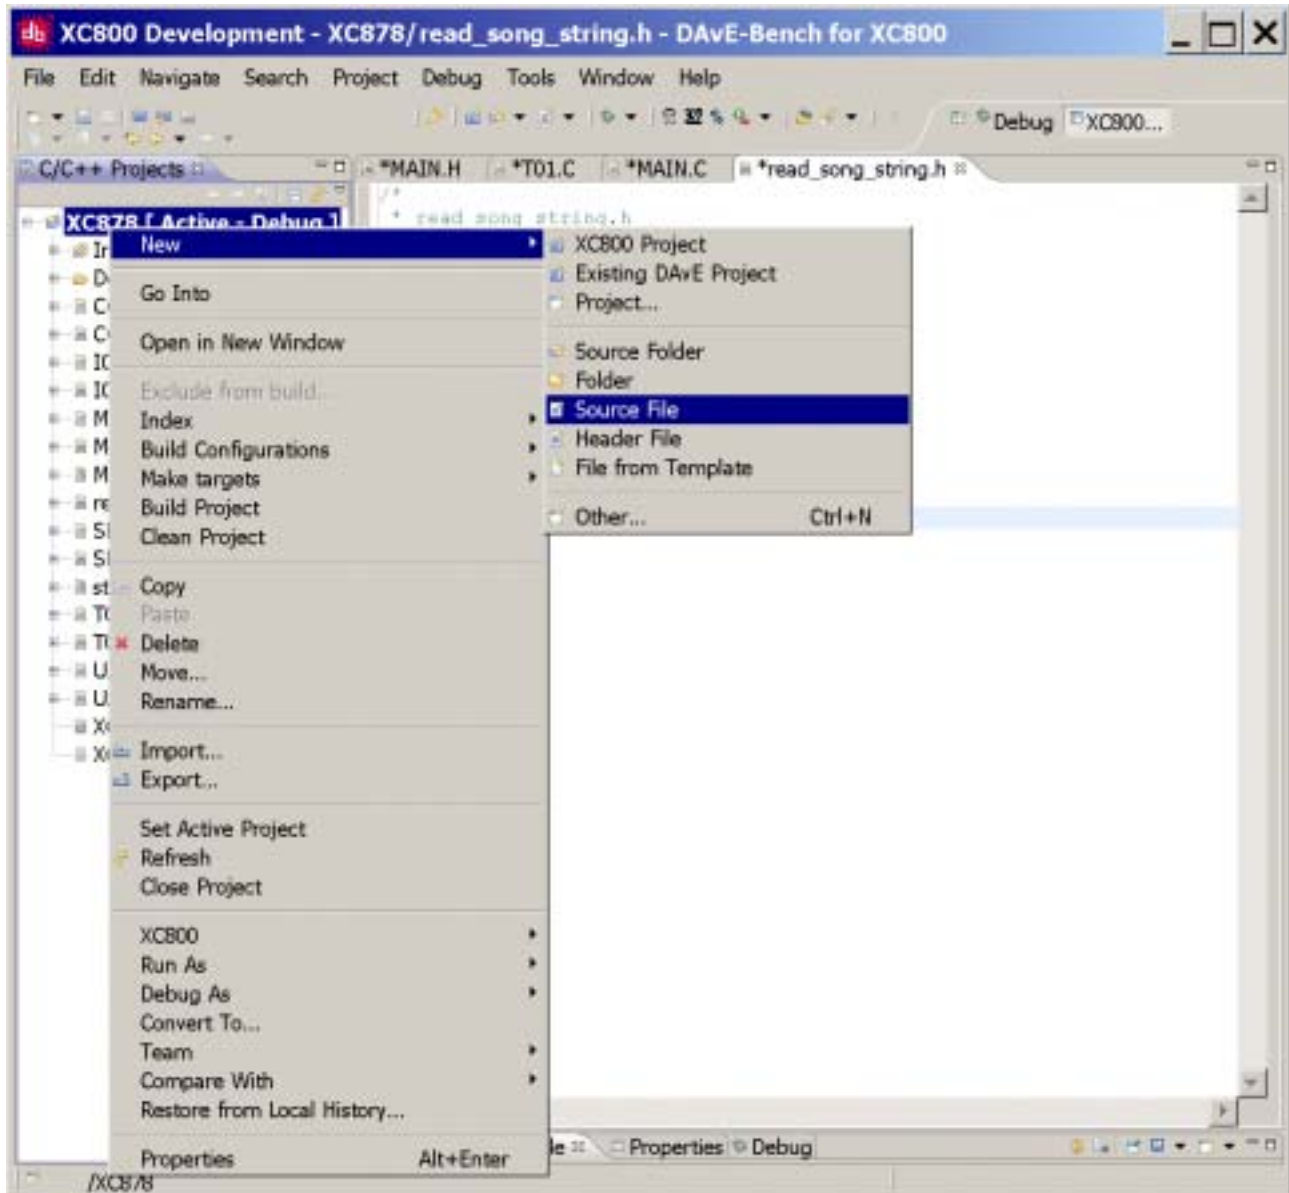 XC800 Development - XC878/read_song_string.h - DAvE-Bench for XC800
File Edit Navigate Search Project Debug Tools Window Help
Debug XC800...
C/C++ Projects *MAIN.H *T01.C *MAIN.C *read_song_string.h
/*
XC878 [ Active - Debug ] * read_song_string.h
New
Go Into
Open in New Window
Exclude from build...
Index
Build Configurations
Make targets
Build Project
Clean Project
Copy
Paste
Delete
Move...
Rename...
Import...
Export...
Set Active Project
Refresh
Close Project
XC800
Run As
Debug As
Convert To...
Team
Compare With
Restore from Local History...
Properties Alt+Enter
XC800 Project
Existing DAvE Project
Project...
Source Folder
Folder
Source File
Header File
File from Template
Other... Ctrl+N
Properties Debug
/XC878